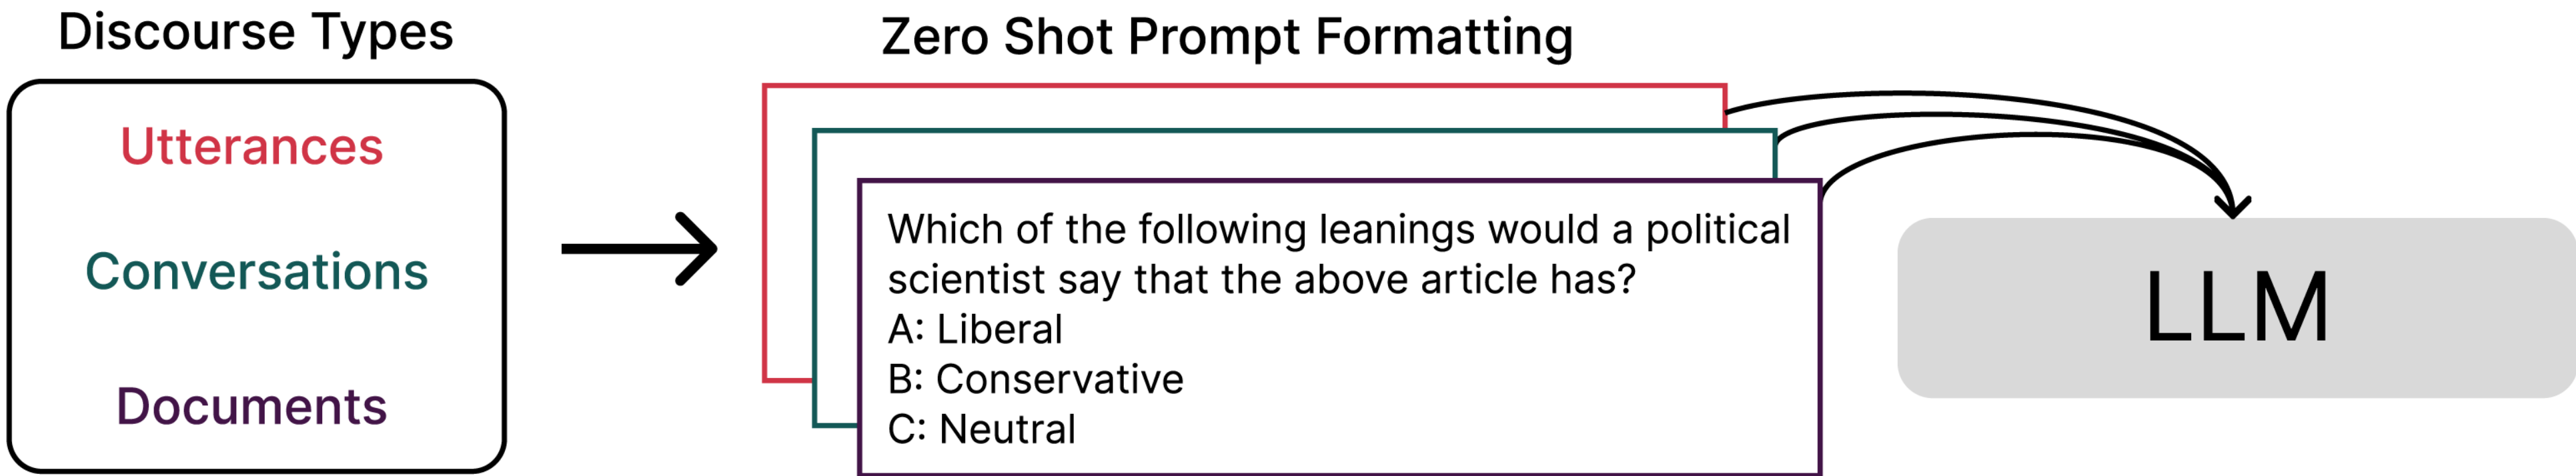 Discourse Types
Utterances
Conversations
Documents
Zero Shot Prompt Formatting
Which of the following leanings would a political
scientist say that the above article has?
A: Liberal
B: Conservative
C: Neutral
LLM